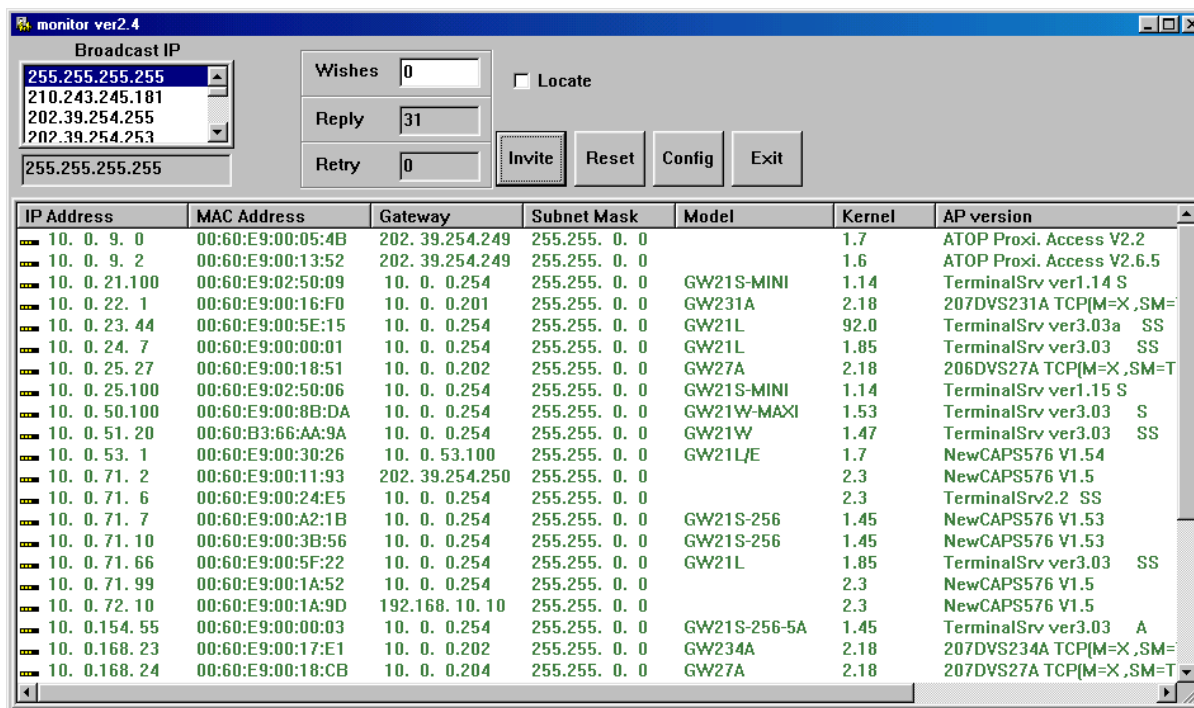 monitor ver2.4
Broadcast IP
255.255.255.255
210.243.245.181
202.39.254.255
202.39.254.253
255.255.255.255
Wishes 0
Reply 31
Retry 0
Locate
Invite Reset Config Exit
IP Address MAC Address Gateway Subnet Mask Model Kernel AP version
10. 0. 9. 0 00:60:E9:00:05:4B 202. 39.254.249 255.255. 0. 0 1.7 ATOP Proxi. Access V2.2
10. 0. 9. 2 00:60:E9:00:13:52 202. 39.254.249 255.255. 0. 0 1.6 ATOP Proxi. Access V2.6.5
10. 0. 21.100 00:60:E9:02:50:09 10. 0. 0.254 255.255. 0. 0 GW21S-MINI 1.14 TerminalSrv ver1.14 S
10. 0. 22. 1 00:60:E9:00:16:F0 10. 0. 0.201 255.255. 0. 0 GW231A 2.18 207DVS231A TCP(M=X ,SM=
10. 0. 23. 44 00:60:E9:00:5E:15 10. 0. 0.254 255.255. 0. 0 GW21L 92.0 TerminalSrv ver3.03a SS
10. 0. 24. 7 00:60:E9:00:00:01 10. 0. 0.254 255.255. 0. 0 GW21L 1.85 TerminalSrv ver3.03 SS
10. 0. 25. 27 00:60:E9:00:18:51 10. 0. 0.202 255.255. 0. 0 GW27A 2.18 206DVS27A TCP(M=X ,SM=T
10. 0. 25.100 00:60:E9:02:50:06 10. 0. 0.254 255.255. 0. 0 GW21S-MINI 1.14 TerminalSrv ver1.15 S
10. 0. 50.100 00:60:E9:00:8B:DA 10. 0. 0.254 255.255. 0. 0 GW21W-MAXI 1.53 TerminalSrv ver3.03 S
10. 0. 51. 20 00:60:B3:66:AA:9A 10. 0. 0.254 255.255. 0. 0 GW21W 1.47 TerminalSrv ver3.03 SS
10. 0. 53. 1 00:60:E9:00:30:26 10. 0. 53.100 255.255. 0. 0 GW21L/E 1.7 NewCAPS576 V1.54
10. 0. 71. 2 00:60:E9:00:11:93 202. 39.254.250 255.255. 0. 0 2.3 NewCAPS576 V1.5
10. 0. 71. 6 00:60:E9:00:24:E5 10. 0. 0.254 255.255. 0. 0 2.3 TerminalSrv2.2 SS
10. 0. 71. 7 00:60:E9:00:A2:1B 10. 0. 0.254 255.255. 0. 0 GW21S-256 1.45 NewCAPS576 V1.53
10. 0. 71. 10 00:60:E9:00:3B:56 10. 0. 0.254 255.255. 0. 0 GW21S-256 1.45 NewCAPS576 V1.53
10. 0. 71. 66 00:60:E9:00:5F:22 10. 0. 0.254 255.255. 0. 0 GW21L 1.85 TerminalSrv ver3.03 SS
10. 0. 71. 99 00:60:E9:00:1A:52 10. 0. 0.254 255.255. 0. 0 2.3 NewCAPS576 V1.5
10. 0. 72. 10 00:60:E9:00:1A:9D 192.168. 10. 10 255.255. 0. 0 2.3 NewCAPS576 V1.5
10. 0.154. 55 00:60:E9:00:00:03 10. 0. 0.254 255.255. 0. 0 GW21S-256-5A 1.45 TerminalSrv ver3.03 A
10. 0.168. 23 00:60:E9:00:17:E1 10. 0. 0.202 255.255. 0. 0 GW234A 2.18 207DVS234A TCP(M=X ,SM=
10. 0.168. 24 00:60:E9:00:18:CB 10. 0. 0.204 255.255. 0. 0 GW27A 2.18 207DVS27A TCP(M=X ,SM=T